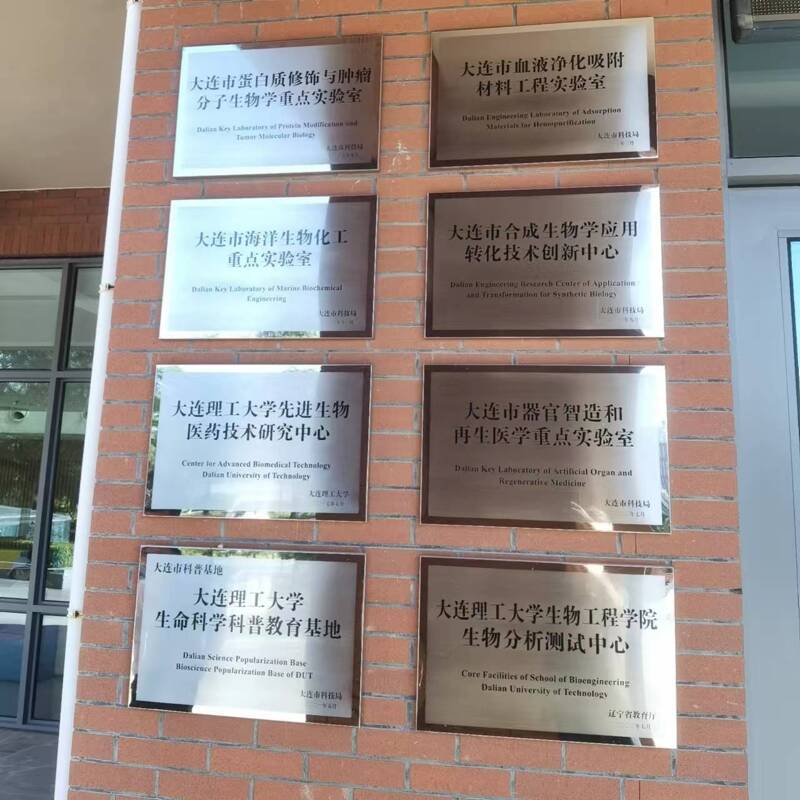 大连市蛋白质修饰与肿瘤
分子生物学重点实验室
Dalian Key Laboratory of Protein Modification and
Tumor Molecular Biology
大连市科技局
大连市血液净化吸附
材料工程实验室
Dalian Engineering Laboratory of Adsorption
Materials for Hemopurification
大连市科技局
大连市海洋生物化工
重点实验室
Dalian Key Laboratory of Marine Biochemical
Engineering
大连市科技局
大连市合成生物学应用
转化技术创新中心
Dalian Engineering Research Center of Application
and Transformation for Synthetic Biology
大连市科技局
大连理工大学先进生物
医药技术研究中心
Center for Advanced Biomedical Technology
Dalian University of Technology
大连理工大学
大连市器官智造和
再生医学重点实验室
Dalian Key Laboratory of Artificial Organ and
Regenerative Medicine
大连市科技局
大连市科普基地
大连理工大学
生命科学科普教育基地
Dalian Science Popularization Base
Bioscience Popularization Base of DUT
大连市科技局
大连理工大学生物工程学院
生物分析测试中心
Core Facilities of School of Bioengineering
Dalian University of Technology
辽宁省教育厅